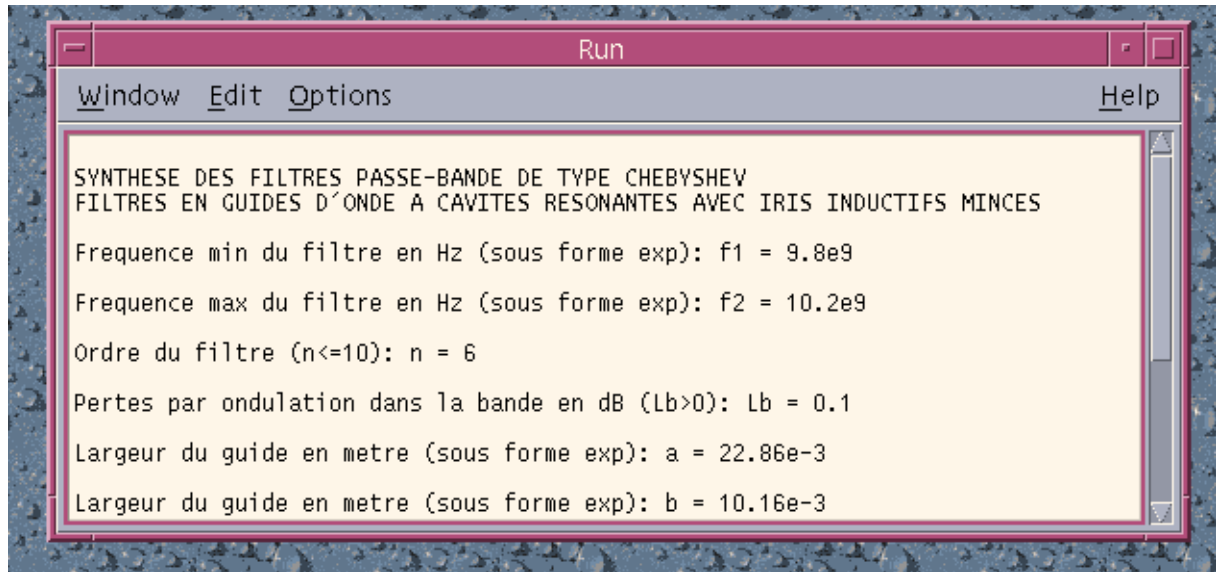 Run
Window Edit Options Help
SYNTHESE DES FILTRES PASSE-BANDE DE TYPE CHEBYSHEV
FILTRES EN GUIDES D´ONDE A CAVITES RESONANTES AVEC IRIS INDUCTIFS MINCES
Frequence min du filtre en Hz (sous forme exp): f1 = 9.8e9
Frequence max du filtre en Hz (sous forme exp): f2 = 10.2e9
Ordre du filtre (n<=10): n = 6
Pertes par ondulation dans la bande en dB (Lb>0): Lb = 0.1
Largeur du guide en metre (sous forme exp): a = 22.86e-3
Largeur du guide en metre (sous forme exp): b = 10.16e-3